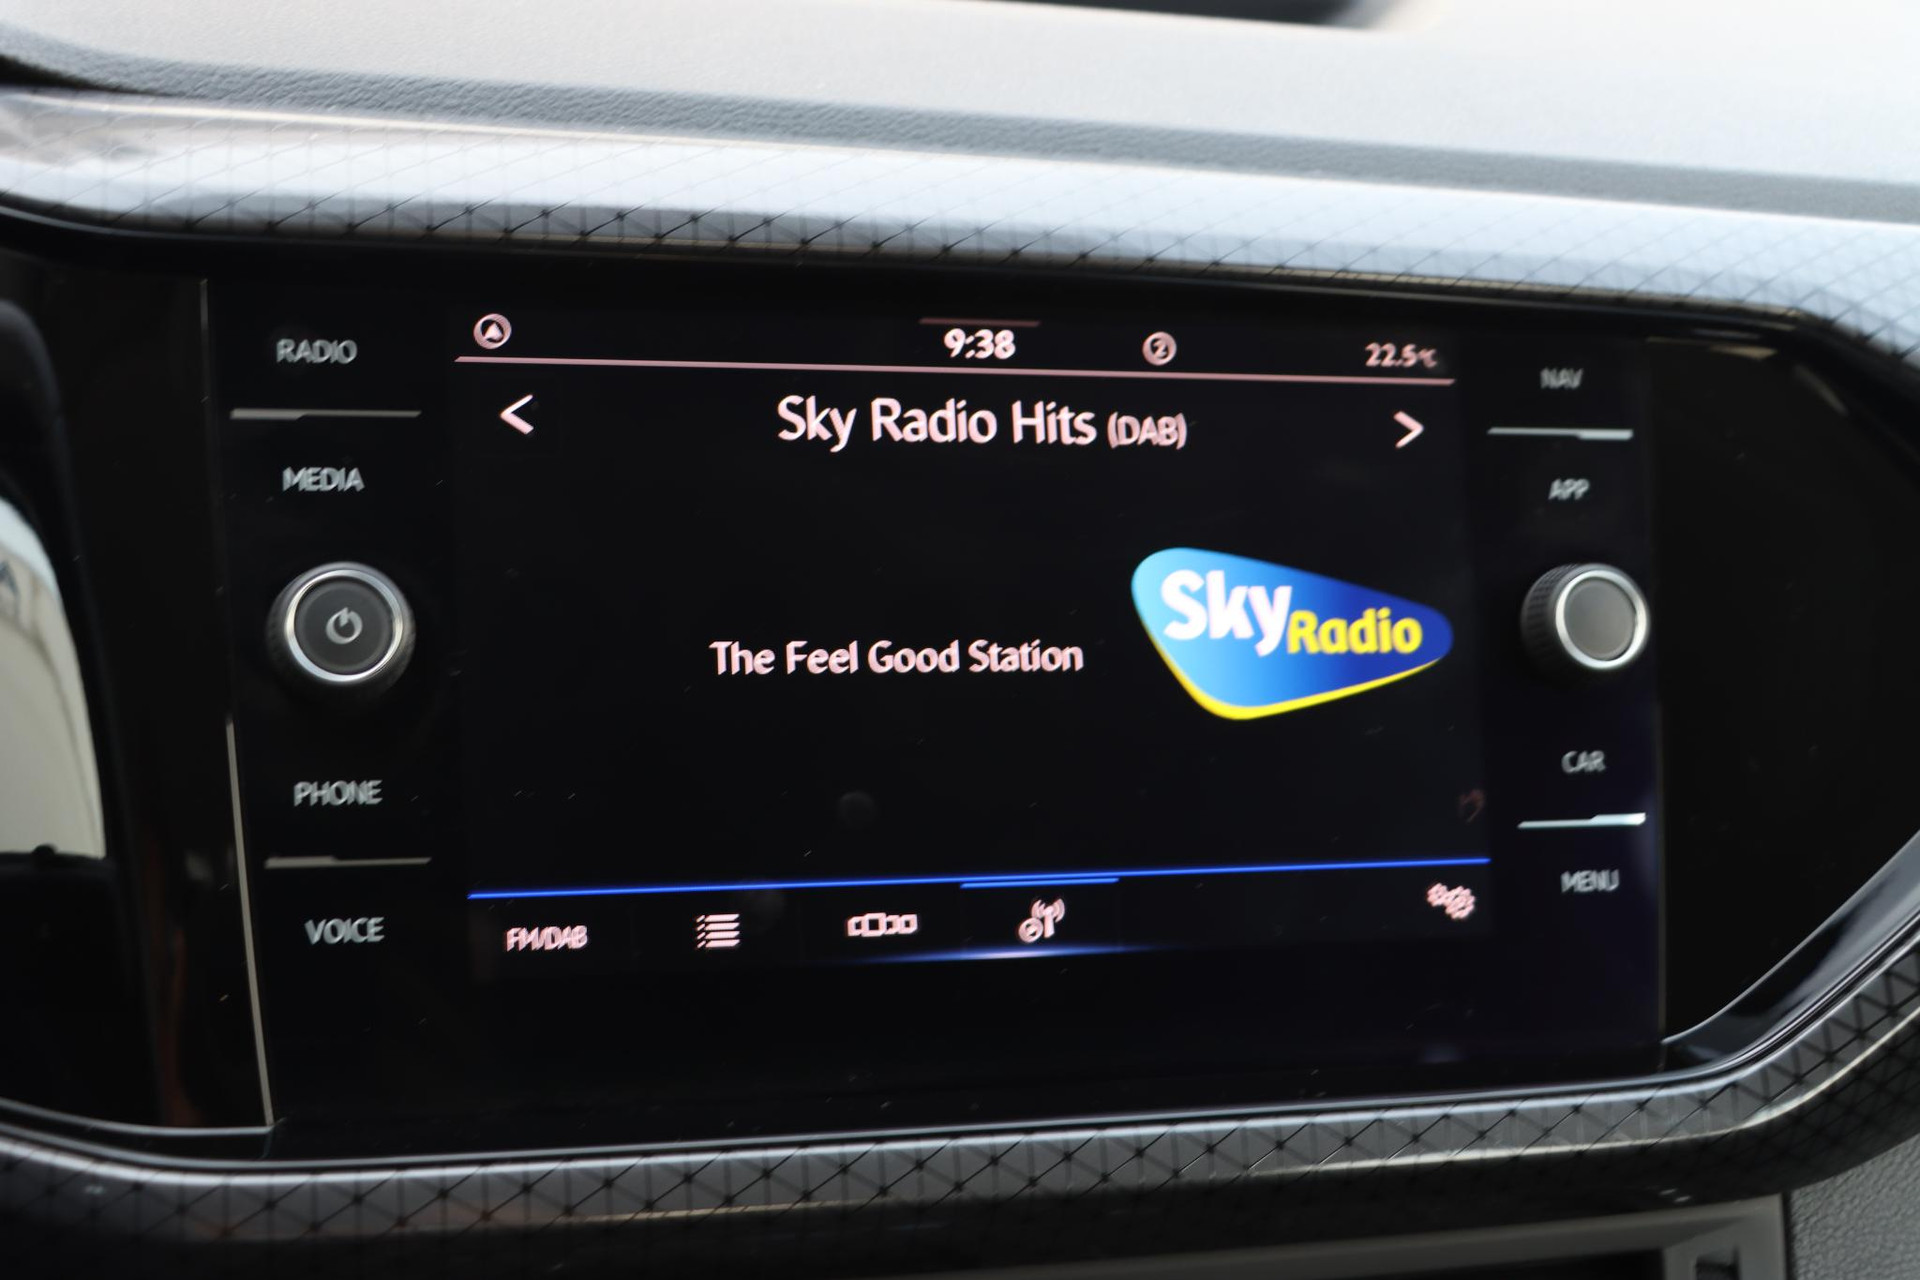 RADIO
MEDIA
PHONE
VOICE
9:38
2
22.5°C
<
Sky Radio Hits (DAB)
>
The Feel Good Station
Sky Radio
FM/DAB
NAV
APP
CAR
MENU